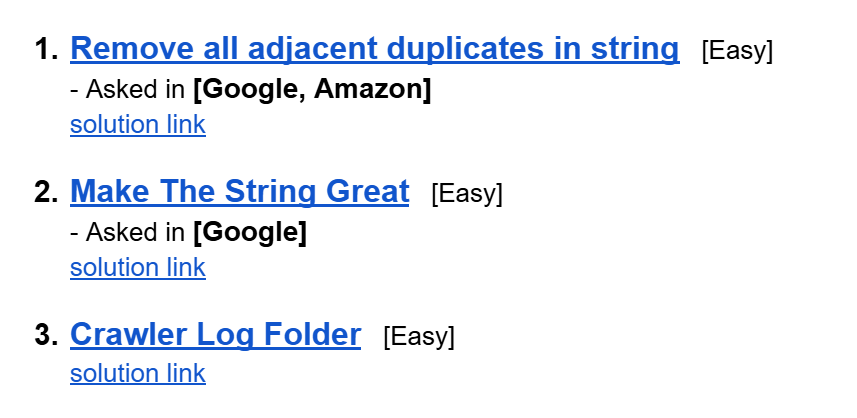 1. Remove all adjacent duplicates in string [Easy]
- Asked in [Google, Amazon]
solution link
2. Make The String Great [Easy]
- Asked in [Google]
solution link
3. Crawler Log Folder [Easy]
solution link